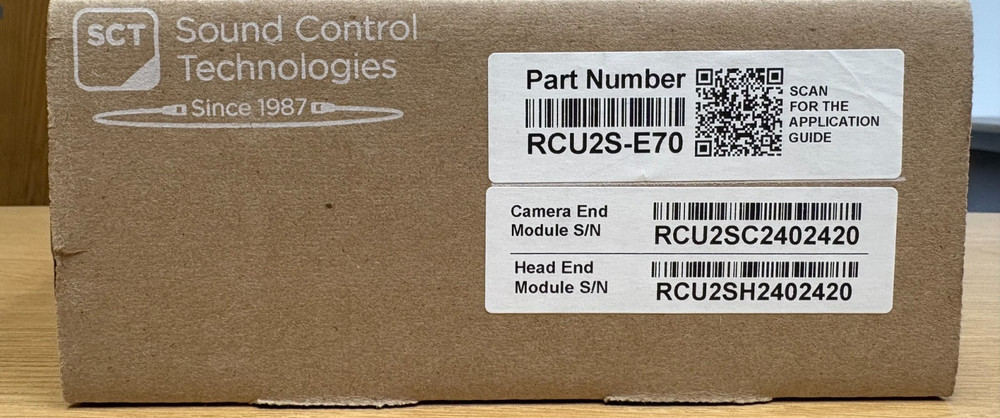 SCT
Sound Control
Technologies
Since 1987
Part Number
RCU2S-E70
SCAN
FOR THE
APPLICATION
GUIDE
Camera End
Module S/N
RCU2SC2402420
Head End
Module S/N
RCU2SH2402420